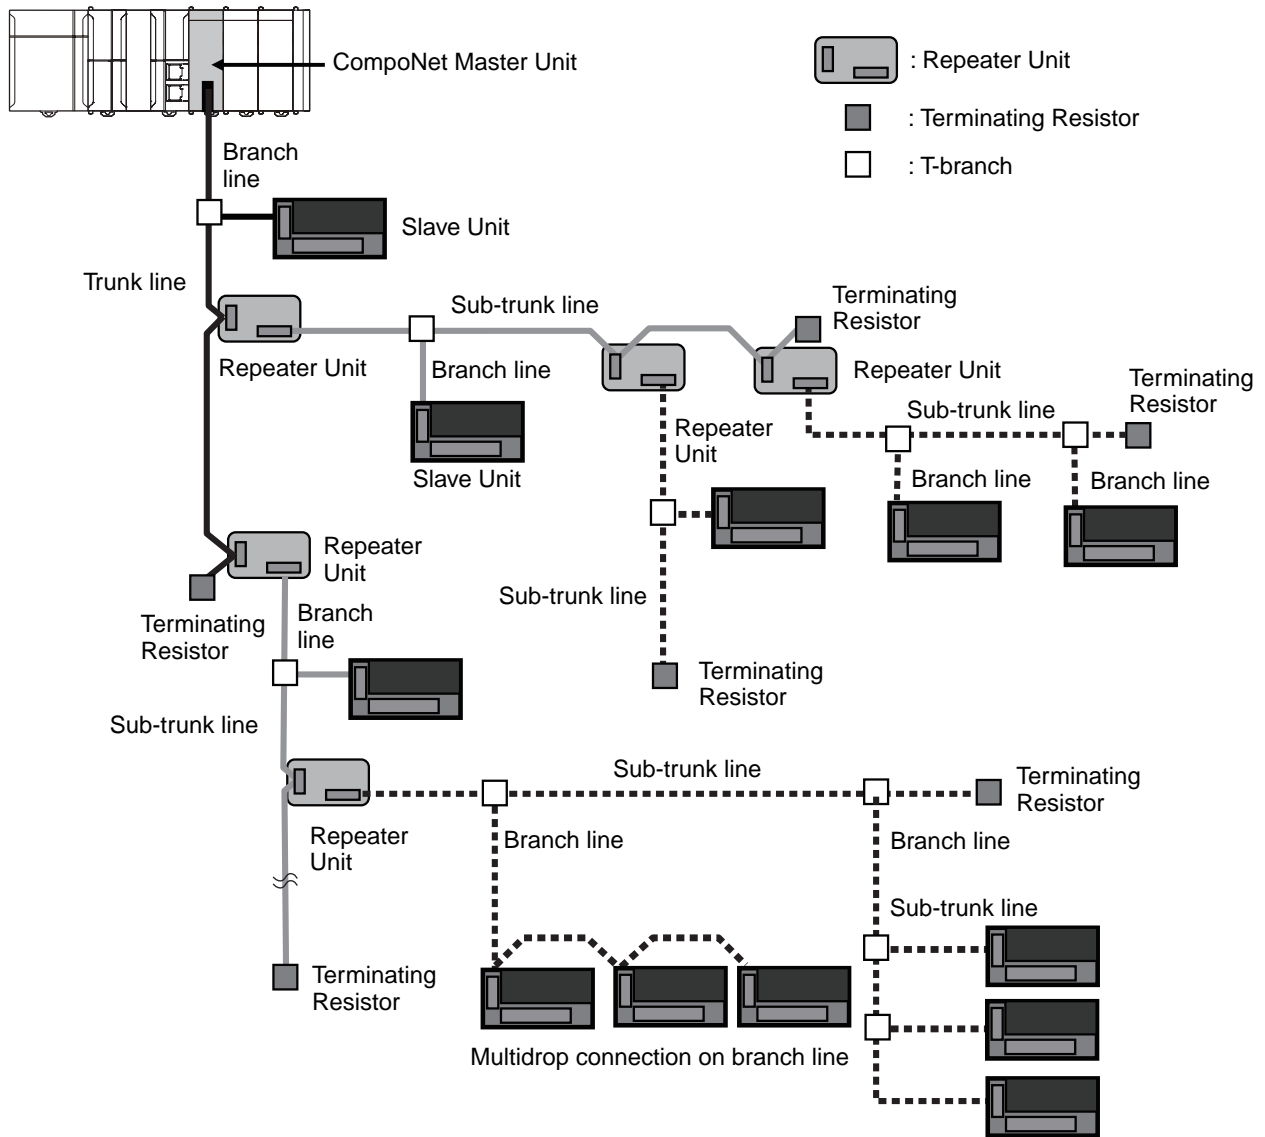 CompoNet Master Unit
: Repeater Unit
: Terminating Resistor
: T-branch
Branch
line
Slave Unit
Trunk line
Sub-trunk line
Terminating
Resistor
Repeater Unit
Branch line
Repeater Unit
Terminating
Resistor
Sub-trunk line
Repeater
Unit
Slave Unit
Branch line
Branch line
Repeater
Unit
Sub-trunk line
Terminating
Resistor
Branch
line
Terminating
Resistor
Sub-trunk line
Sub-trunk line
Terminating
Resistor
Repeater
Unit
Branch line
Branch line
Sub-trunk line
Terminating
Resistor
Multidrop connection on branch line